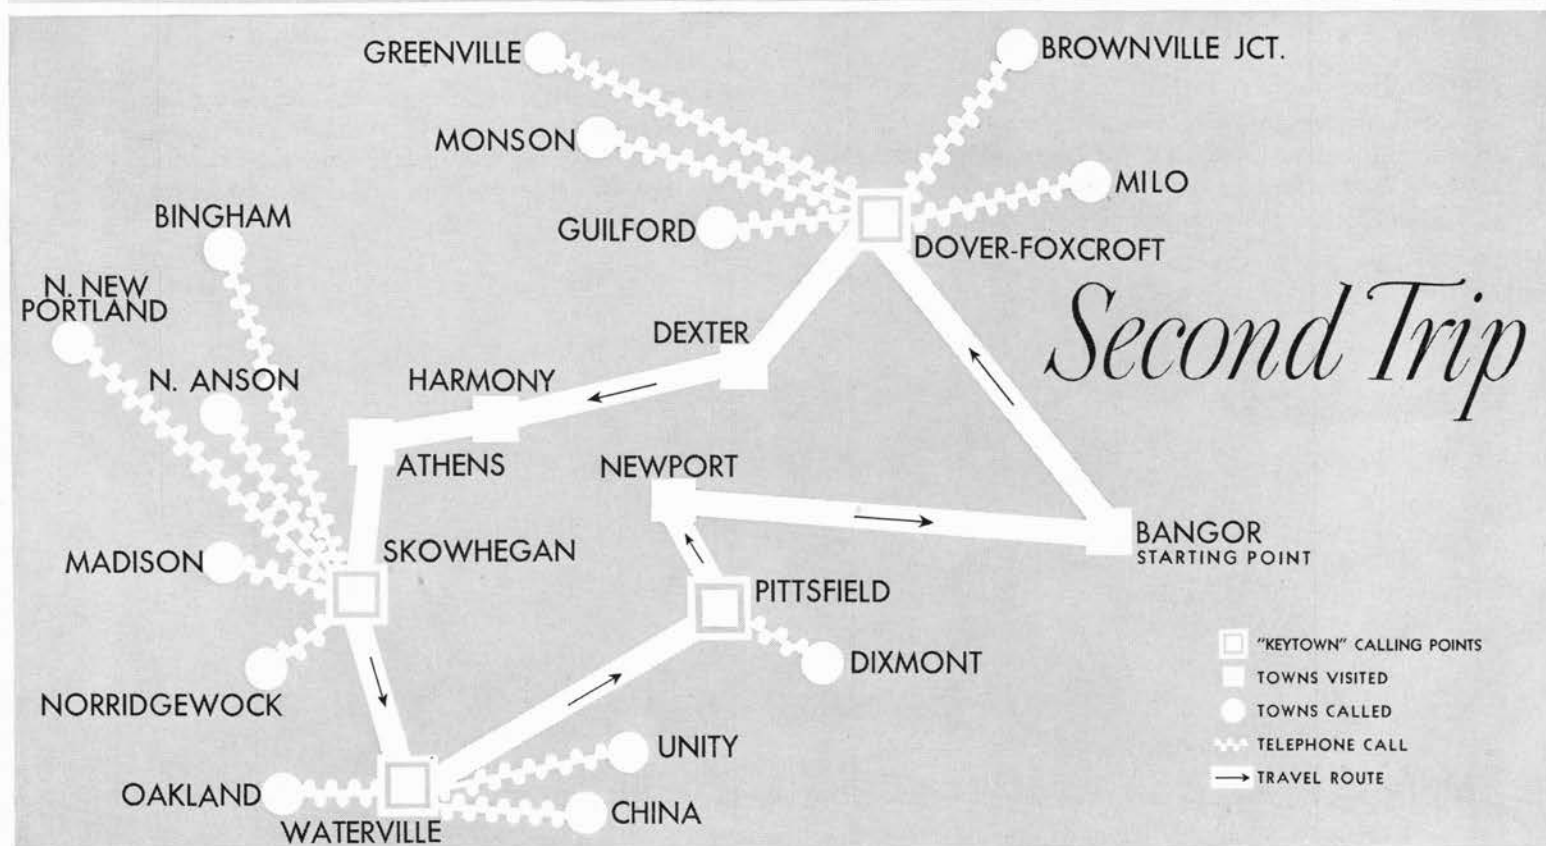 GREENVILLE
BROWNVILLE JCT.
MONSON
MILO
BINGHAM
GUILFORD
DOVER-FOXCROFT
N. NEW
PORTLAND
Second Trip
DEXTER
N. ANSON
HARMONY
ATHENS
NEWPORT
BANGOR
STARTING POINT
SKOWHEGAN
MADISON
PITTSFIELD
DIXMONT
NORRIDGEWOCK
UNITY
OAKLAND
CHINA
WATERVILLE
"KEYTOWN" CALLING POINTS
TOWNS VISITED
TOWNS CALLED
TELEPHONE CALL
TRAVEL ROUTE